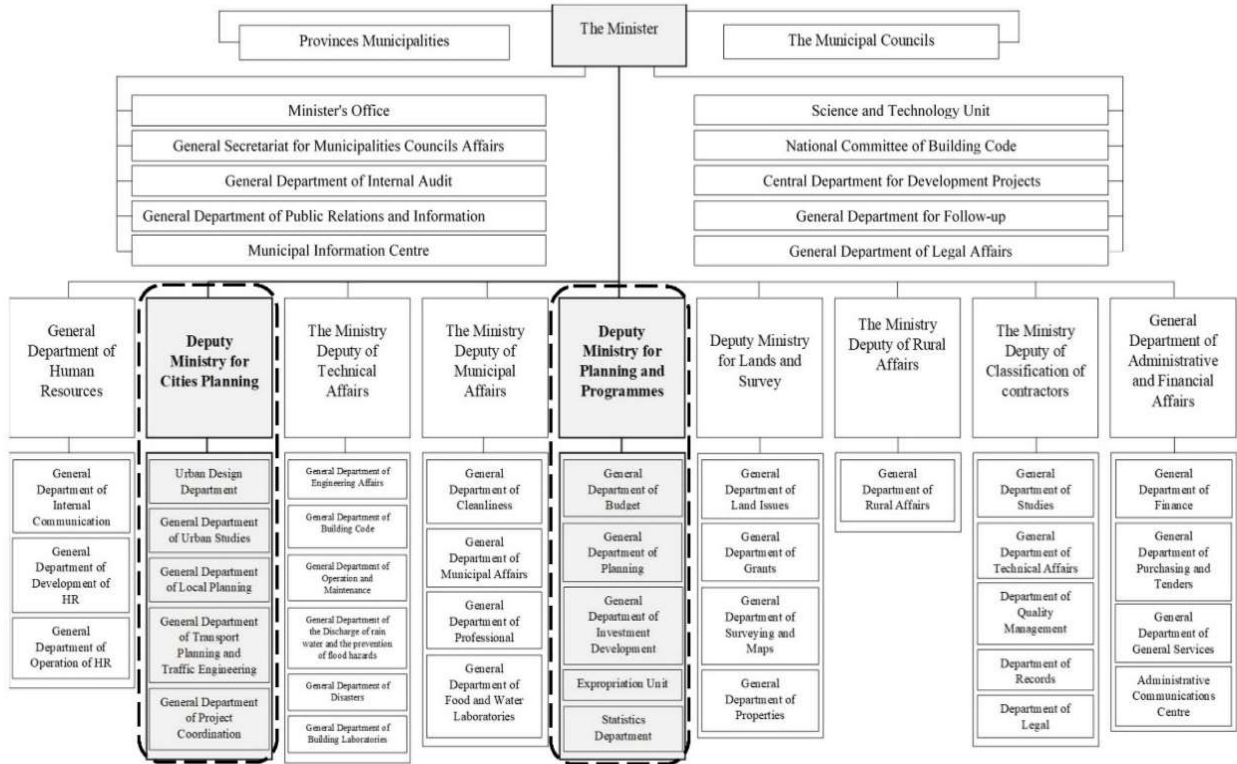 Provinces Municipalities
The Minister
The Municipal Councils
Minister's Office
General Secretariat for Municipalities Councils Affairs
General Department of Internal Audit
General Department of Public Relations and Information
Municipal Information Centre
Science and Technology Unit
National Committee of Building Code
Central Department for Development Projects
General Department for Follow-up
General Department of Legal Affairs
General
Department of
Human
Resources
Deputy
Ministry for
Cities Planning
The Ministry
Deputy of
Technical
Affairs
The Ministry
Deputy of
Municipal
Affairs
Deputy
Ministry for
Planning and
Programmes
Deputy Ministry
for Lands and
Survey
The Ministry
Deputy of Rural
Affairs
The Ministry
Deputy of
Classification of
contractors
General
Department of
Administrative
and Financial
Affairs
General
Department of
Internal
Communication
General
Department of
Development of
HR
General
Department of
Operation of HR
Urban Design
Department
General Department
of Urban Studies
General Department
of Local Planning
General Department
of Transport
Planning and
Traffic Engineering
General Department
of Project
Coordination
General Department of
Engineering Affairs
General Department of
Building Code
General Department of
Operation and
Maintenance
General Department of
the Discharge of rain
water and the prevention
of flood hazards
General Department of
Disasters
General Department of
Building Laboratories
General
Department of
Cleanliness
General
Department of
Municipal Affairs
General
Department of
Professional
General
Department of
Food and Water
Laboratories
General
Department of
Budget
General
Department of
Planning
General
Department of
Investment
Development
Expropriation Unit
Statistics
Department
General
Department of
Land Issues
General
Department of
Grants
General
Department of
Surveying and
Maps
General
Department of
Properties
General
Department of
Rural Affairs
General
Department of
Studies
General
Department of
Technical Affairs
Department of
Quality
Management
Department of
Records
Department of
Legal
General
Department of
Finance
General
Department of
Purchasing and
Tenders
General
Department of
General Services
Administrative
Communications
Centre